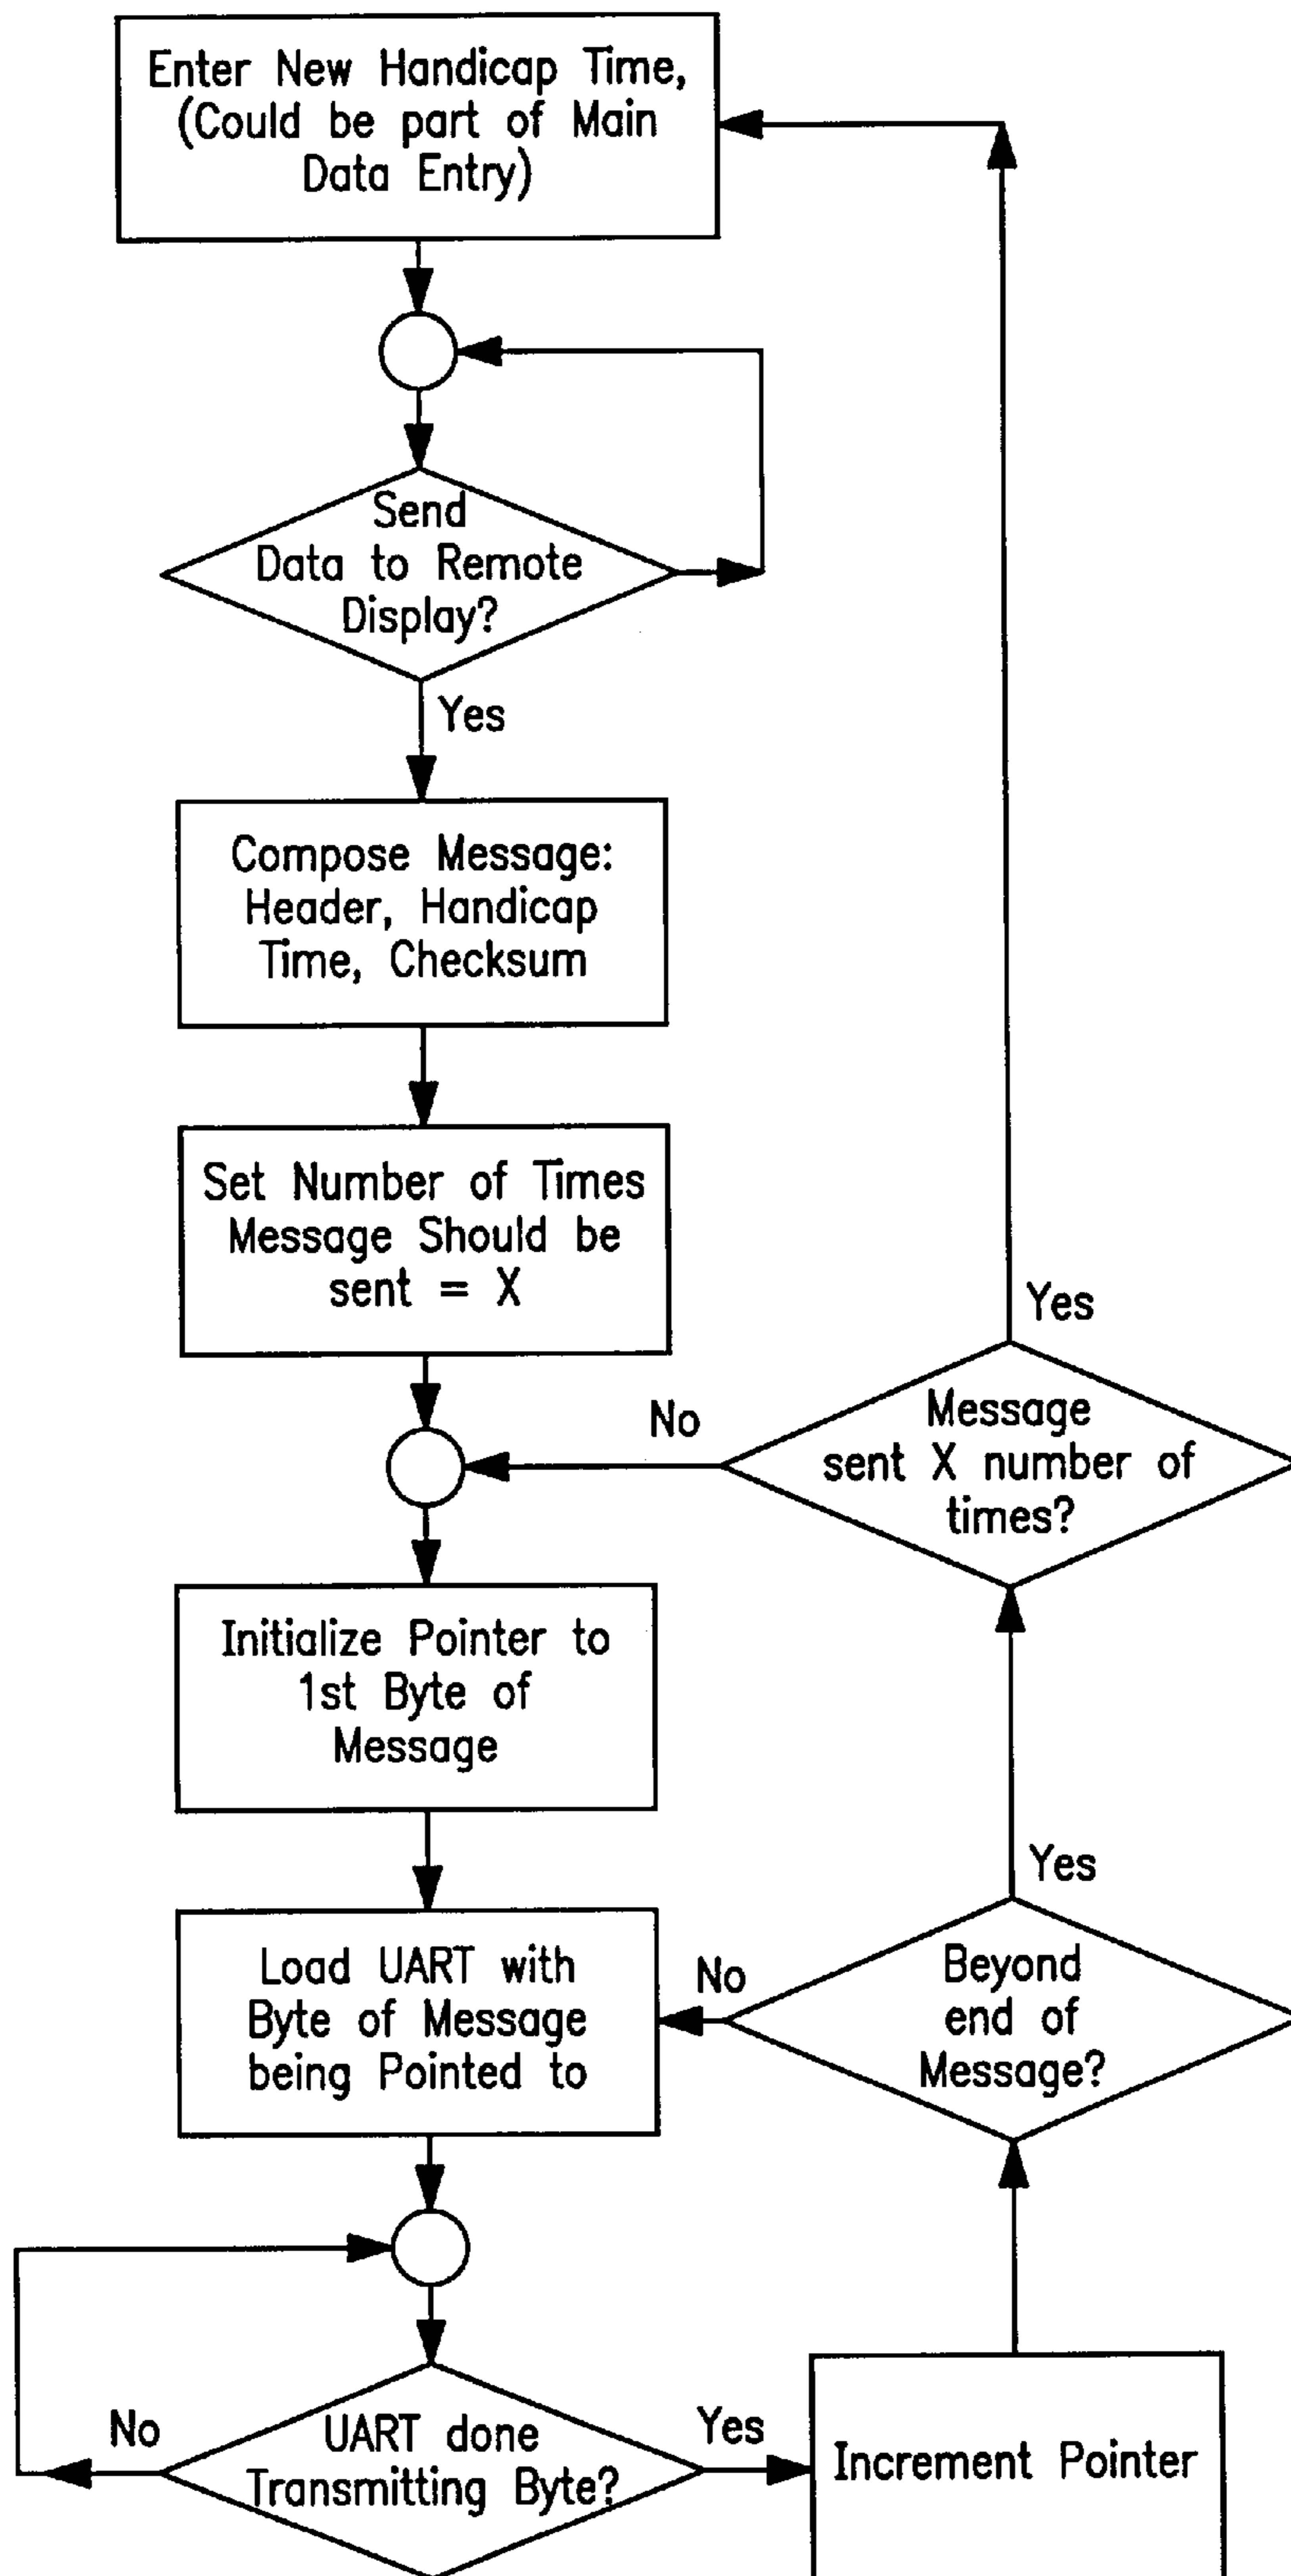 Enter New Handicap Time,
(Could be part of Main
Data Entry)
Send
Data to Remote
Display?
Yes
Compose Message:
Header, Handicap
Time, Checksum
Set Number of Times
Message Should be
sent = X
Yes
No
Message
sent X number of
times?
Initialize Pointer to
1st Byte of
Message
Yes
Load UART with
Byte of Message
being Pointed to
No
Beyond
end of
Message?
No
UART done
Transmitting Byte?
Yes
Increment Pointer